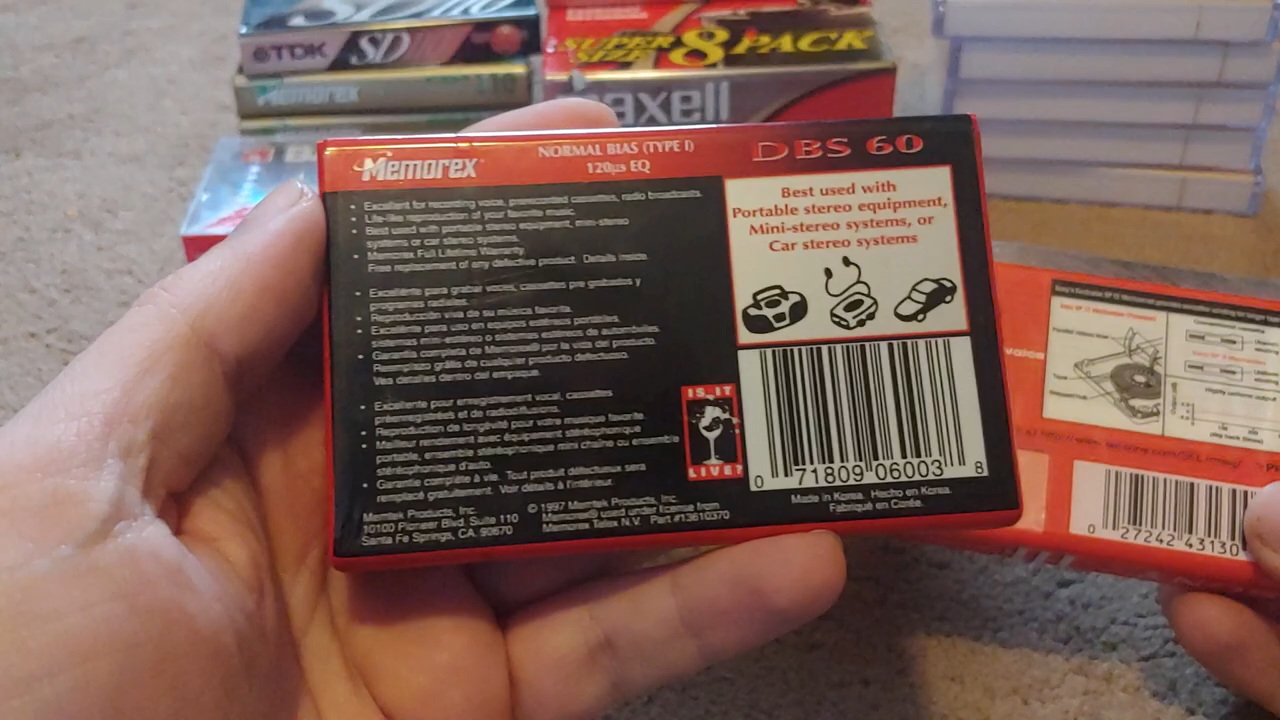 TDK SD
Memorex
SUPER SIZE 8 PACK
maxell
Memorex
NORMAL BIAS (TYPE I)
120µs EQ
DBS 60
• Excellent for recording voice, prerecorded cassettes, radio broadcasts.
• Life-like reproduction of your favorite music.
• Best used with portable stereo equipment, mini-stereo
systems or car stereo system.
• Memorex Full Lifetime Warranty.
Free replacement of any defective product. Details inside.
• Excelente para grabar voces, cassettes pre grabados y
programas radiales.
• Reproducción viva de su música favorita.
• Excelente para uso en equipos estéreos portátiles,
sistemas mini-estéreo o sistemas estéreos de automóviles.
• Garantía completa de Memorex® por la vida del producto.
Reemplazo grátis de cualquier producto defectuoso.
Vea detalles dentro del empaque.
• Excellente pour enregistrement vocal, cassettes
préenregistrées et de radiodiffusions.
• Reproduction de longévité pour votre musique favorite
• Meilleur rendement avec équipement stéréophonique
portable, ensemble stéréophonique mini chaîne ou ensemble
stéréophonique d'auto.
• Garantie complète à vie. Tout produit défectueux sera
remplacé gratuitement. Voir détails à l'intérieur.
Memtek Products, Inc.
10100 Pioneer Blvd. Suite 110
Santa Fe Springs, CA. 90670
© 1997 Memtek Products, Inc.
Memorex® used under license from
Memorex Telex N.V. Part #13610370
Best used with
Portable stereo equipment,
Mini-stereo systems, or
Car stereo systems
IS IT
LIVE?
0 71809 06003 8
Made in Korea. Hecho en Korea.
Fabriqué en Corée.
0 27242 43130